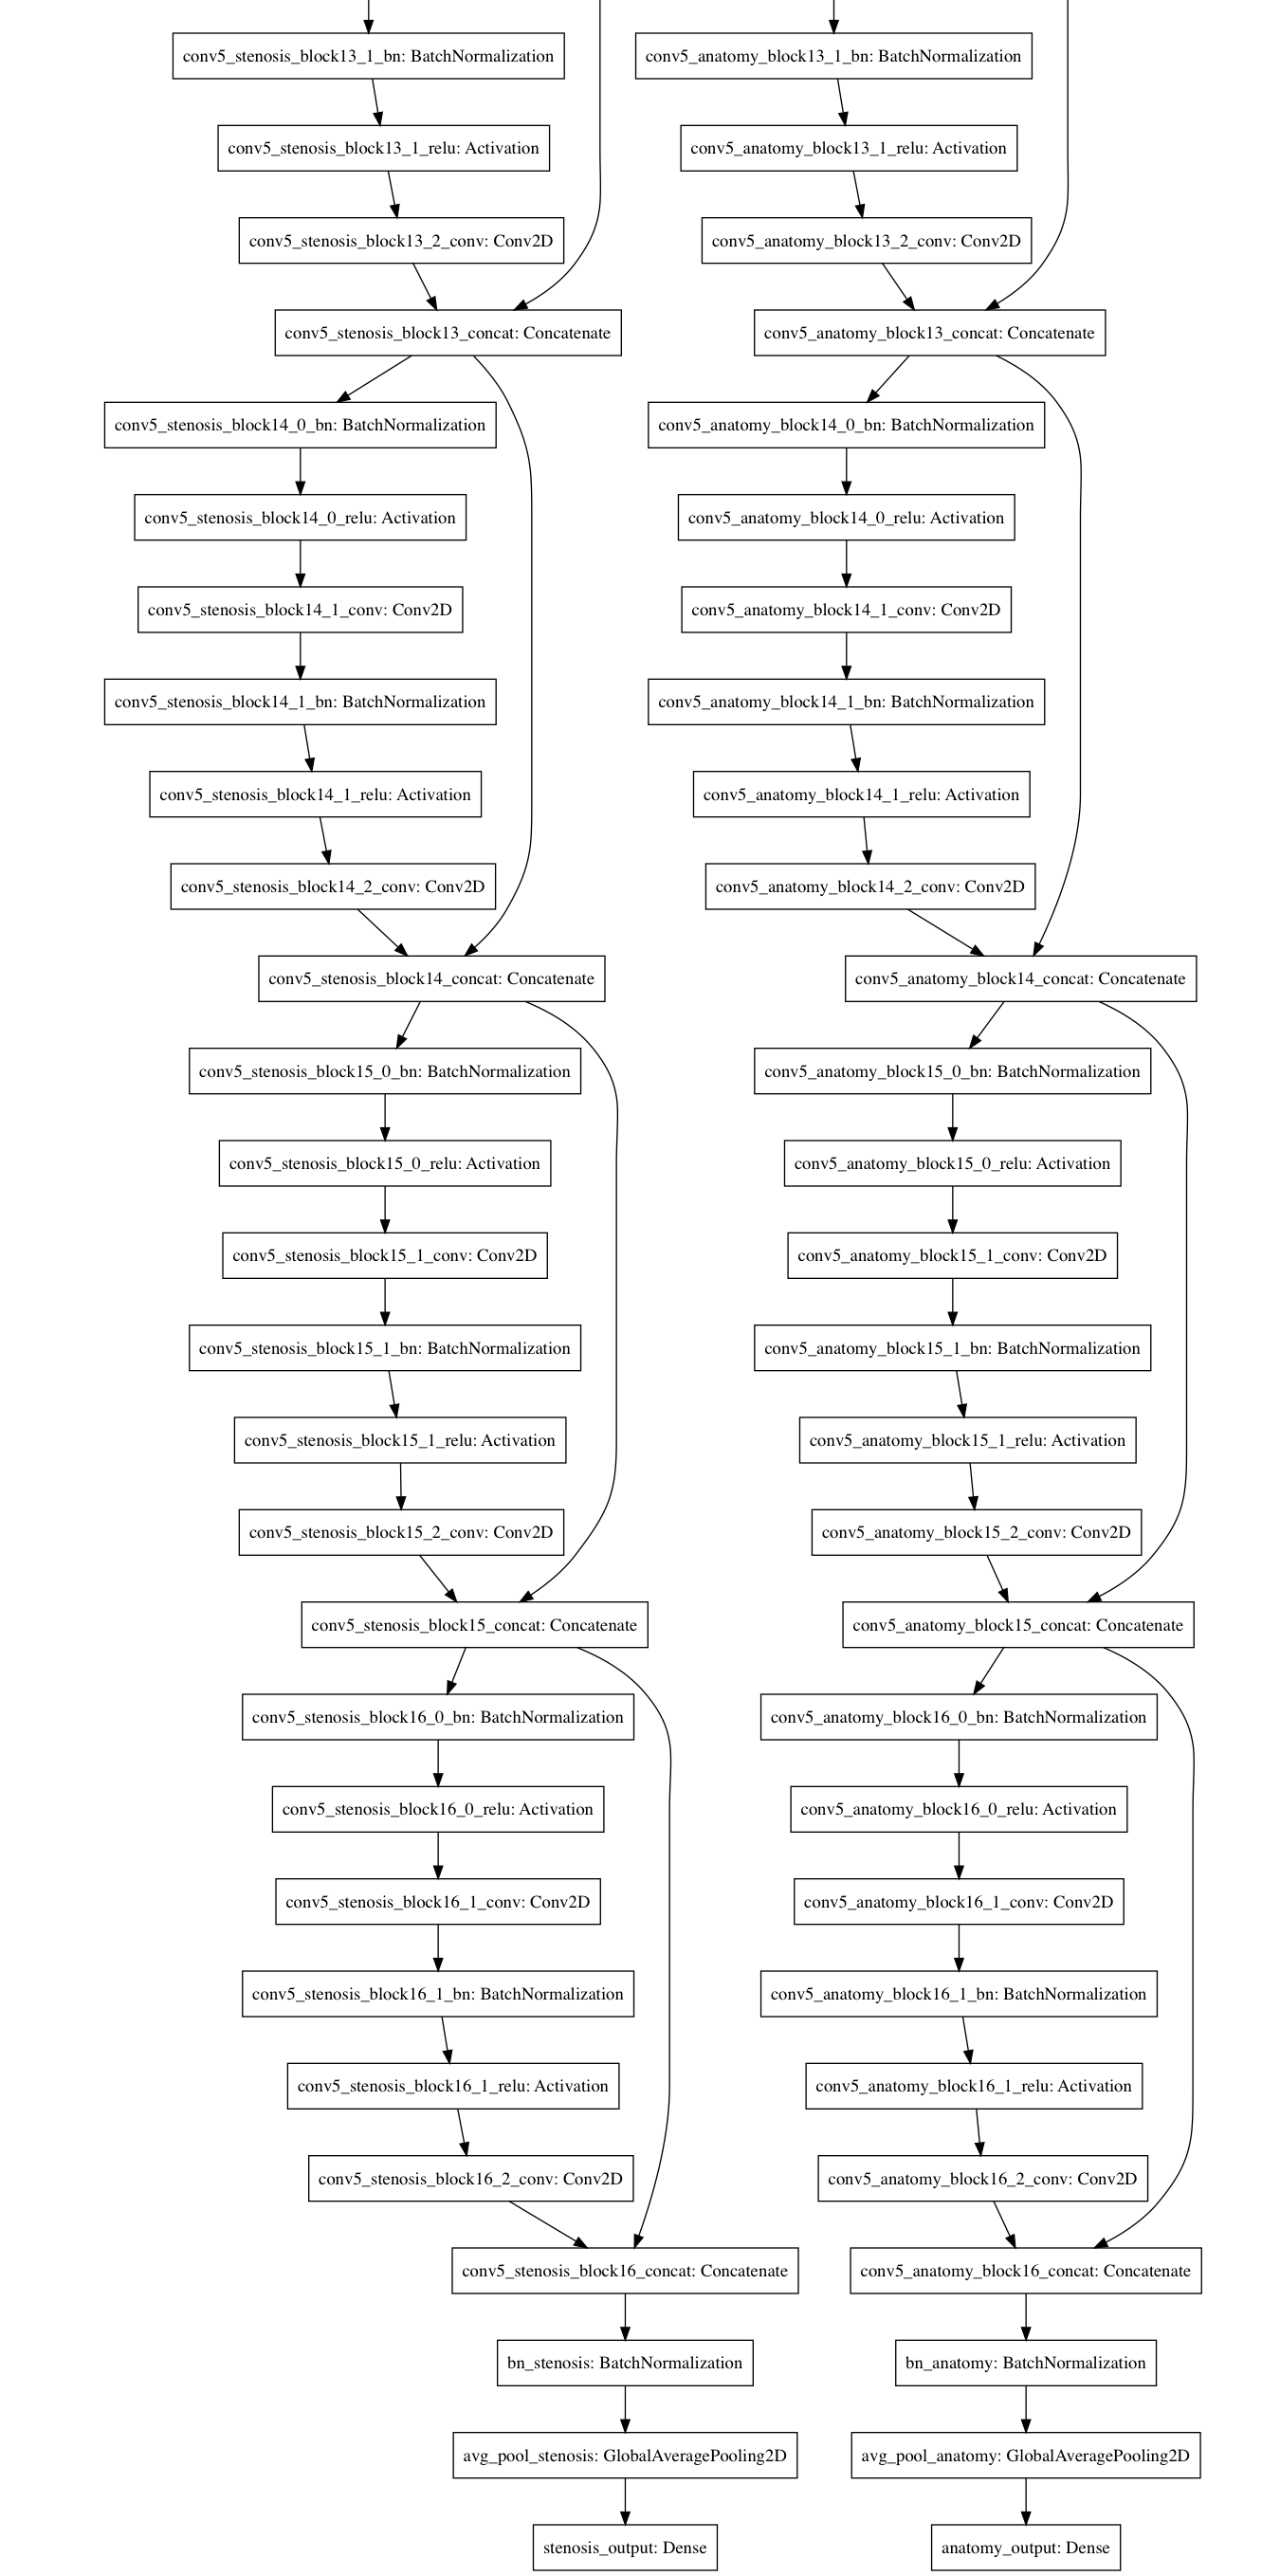 conv5_stenosis_block13_1_bn: BatchNormalization
conv5_anatomy_block13_1_bn: BatchNormalization
conv5_stenosis_block13_1_relu: Activation
conv5_anatomy_block13_1_relu: Activation
conv5_stenosis_block13_2_conv: Conv2D
conv5_anatomy_block13_2_conv: Conv2D
conv5_stenosis_block13_concat: Concatenate
conv5_anatomy_block13_concat: Concatenate
conv5_stenosis_block14_0_bn: BatchNormalization
conv5_anatomy_block14_0_bn: BatchNormalization
conv5_stenosis_block14_0_relu: Activation
conv5_anatomy_block14_0_relu: Activation
conv5_stenosis_block14_1_conv: Conv2D
conv5_anatomy_block14_1_conv: Conv2D
conv5_stenosis_block14_1_bn: BatchNormalization
conv5_anatomy_block14_1_bn: BatchNormalization
conv5_stenosis_block14_1_relu: Activation
conv5_anatomy_block14_1_relu: Activation
conv5_stenosis_block14_2_conv: Conv2D
conv5_anatomy_block14_2_conv: Conv2D
conv5_stenosis_block14_concat: Concatenate
conv5_anatomy_block14_concat: Concatenate
conv5_stenosis_block15_0_bn: BatchNormalization
conv5_anatomy_block15_0_bn: BatchNormalization
conv5_stenosis_block15_0_relu: Activation
conv5_anatomy_block15_0_relu: Activation
conv5_stenosis_block15_1_conv: Conv2D
conv5_anatomy_block15_1_conv: Conv2D
conv5_stenosis_block15_1_bn: BatchNormalization
conv5_anatomy_block15_1_bn: BatchNormalization
conv5_stenosis_block15_1_relu: Activation
conv5_anatomy_block15_1_relu: Activation
conv5_stenosis_block15_2_conv: Conv2D
conv5_anatomy_block15_2_conv: Conv2D
conv5_stenosis_block15_concat: Concatenate
conv5_anatomy_block15_concat: Concatenate
conv5_stenosis_block16_0_bn: BatchNormalization
conv5_anatomy_block16_0_bn: BatchNormalization
conv5_stenosis_block16_0_relu: Activation
conv5_anatomy_block16_0_relu: Activation
conv5_stenosis_block16_1_conv: Conv2D
conv5_anatomy_block16_1_conv: Conv2D
conv5_stenosis_block16_1_bn: BatchNormalization
conv5_anatomy_block16_1_bn: BatchNormalization
conv5_stenosis_block16_1_relu: Activation
conv5_anatomy_block16_1_relu: Activation
conv5_stenosis_block16_2_conv: Conv2D
conv5_anatomy_block16_2_conv: Conv2D
conv5_stenosis_block16_concat: Concatenate
conv5_anatomy_block16_concat: Concatenate
bn_stenosis: BatchNormalization
bn_anatomy: BatchNormalization
avg_pool_stenosis: GlobalAveragePooling2D
avg_pool_anatomy: GlobalAveragePooling2D
stenosis_output: Dense
anatomy_output: Dense